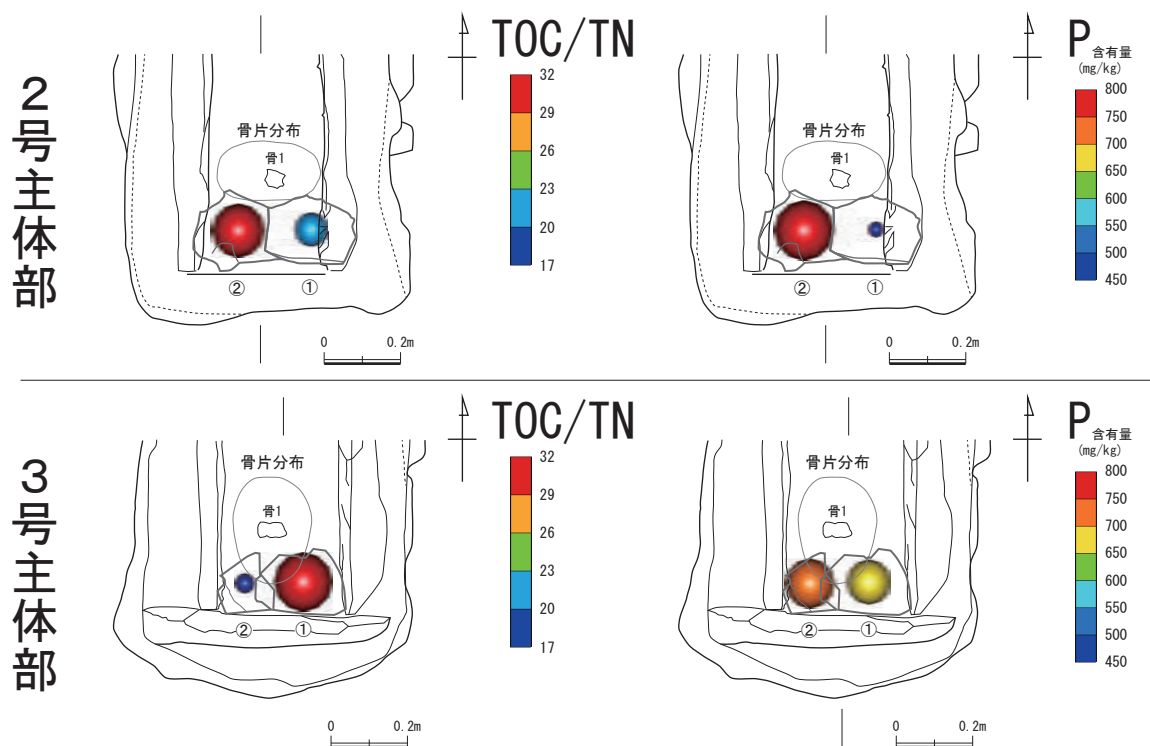 2号主体部
TOC/TN
32
29
26
23
20
17
骨片分布
骨1
② ①
0 0.2m
P含有量
(mg/kg)
800
750
700
650
600
550
500
450
骨片分布
骨1
② ①
0 0.2m
3号主体部
TOC/TN
32
29
26
23
20
17
骨片分布
骨1
② ①
0 0.2m
P含有量
(mg/kg)
800
750
700
650
600
550
500
450
骨片分布
骨1
② ①
0 0.2m